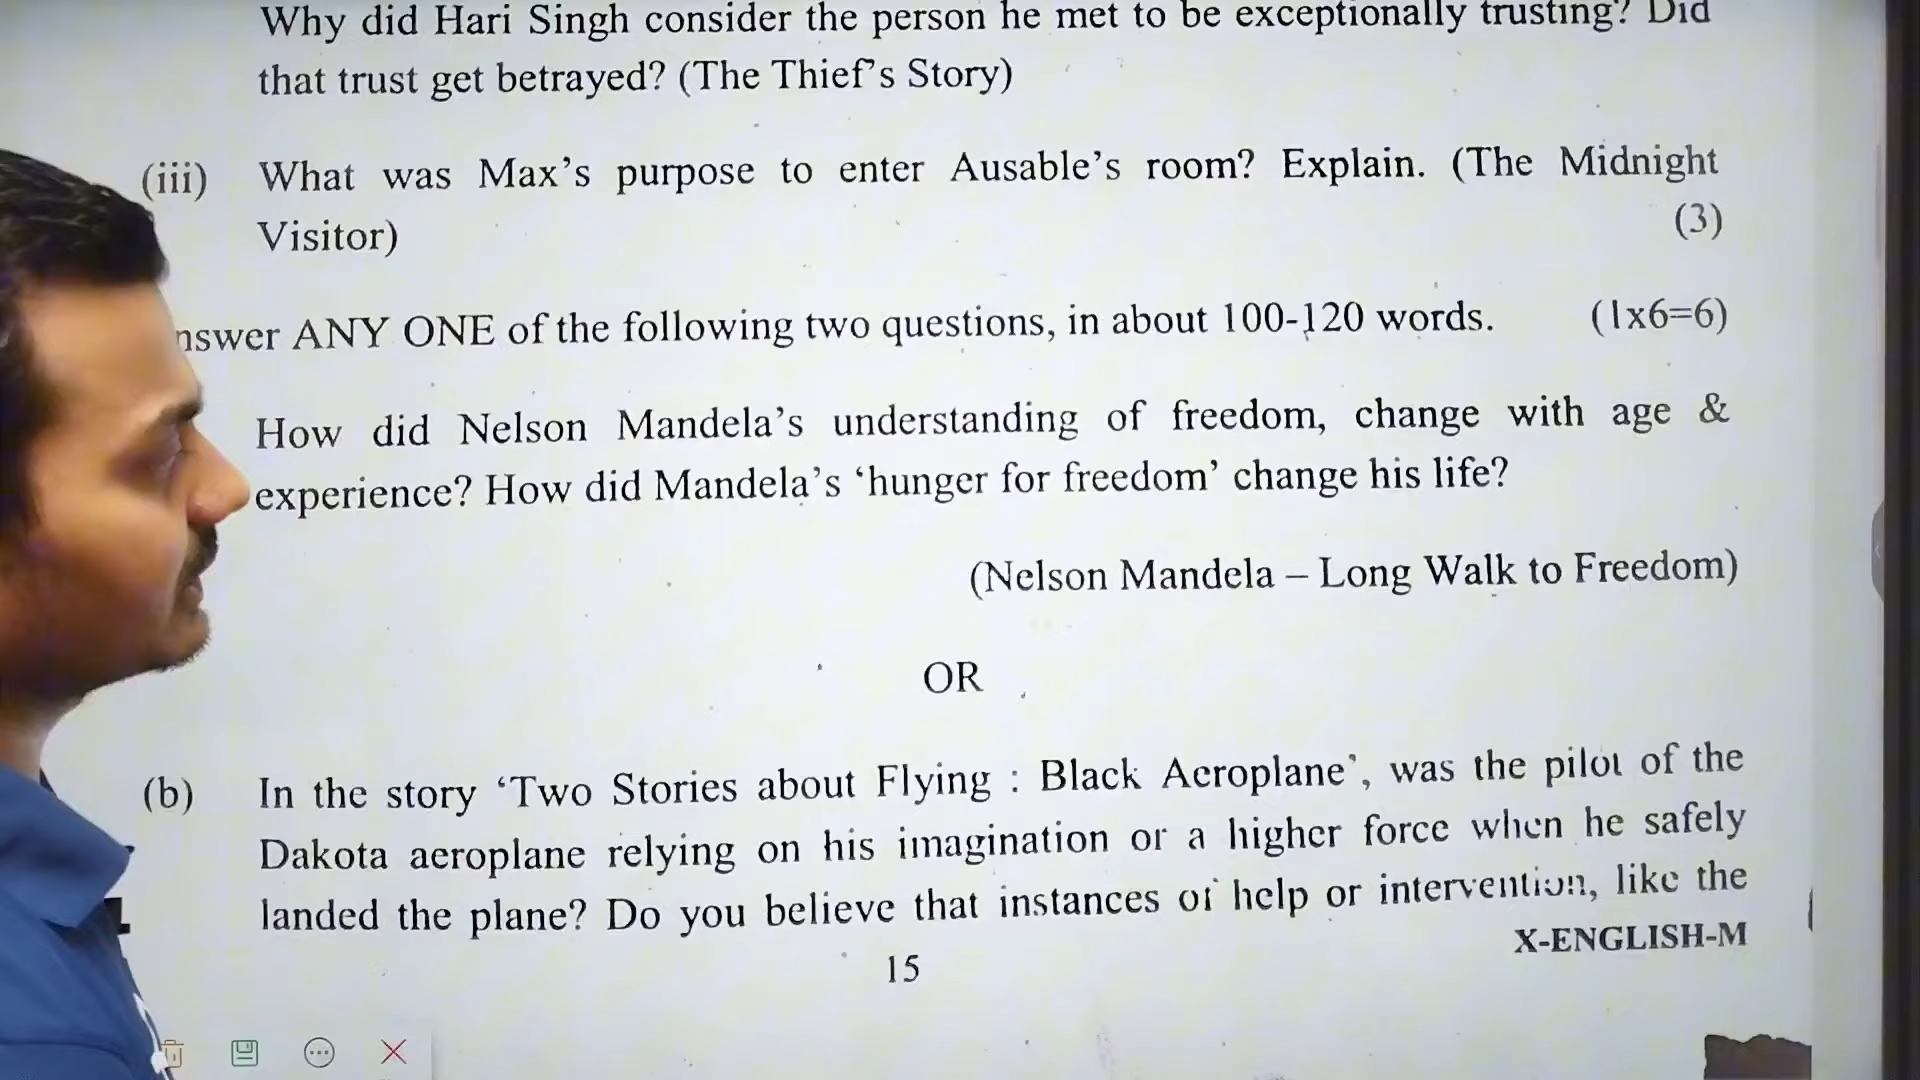 Why did Hari Singh consider the person he met to be exceptionally trusting? Did
that trust get betrayed? (The Thief's Story)
(iii) What was Max's purpose to enter Ausable's room? Explain. (The Midnight
Visitor) (3)
nswer ANY ONE of the following two questions, in about 100-120 words. (1x6=6)
How did Nelson Mandela's understanding of freedom, change with age &
experience? How did Mandela's 'hunger for freedom' change his life?
(Nelson Mandela – Long Walk to Freedom)
OR
(b) In the story 'Two Stories about Flying : Black Aeroplane', was the pilot of the
Dakota aeroplane relying on his imagination or a higher force when he safely
landed the plane? Do you believe that instances of help or intervention, like the
X-ENGLISH-M
15